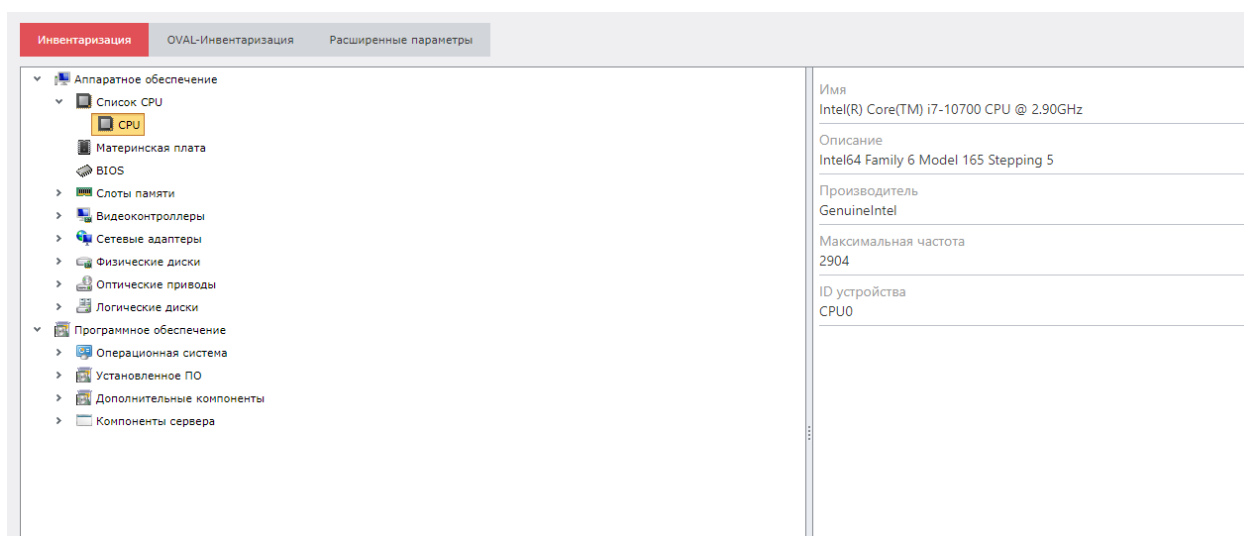 Инвентаризация OVAL-Инвентаризация Расширенные параметры
Аппаратное обеспечение
Список CPU
CPU
Материнская плата
BIOS
Слоты памяти
Видеоконтроллеры
Сетевые адаптеры
Физические диски
Оптические приводы
Логические диски
Программное обеспечение
Операционная система
Установленное ПО
Дополнительные компоненты
Компоненты сервера
Имя
Intel(R) Core(TM) i7-10700 CPU @ 2.90GHz
Описание
Intel64 Family 6 Model 165 Stepping 5
Производитель
GenuineIntel
Максимальная частота
2904
ID устройства
CPU0